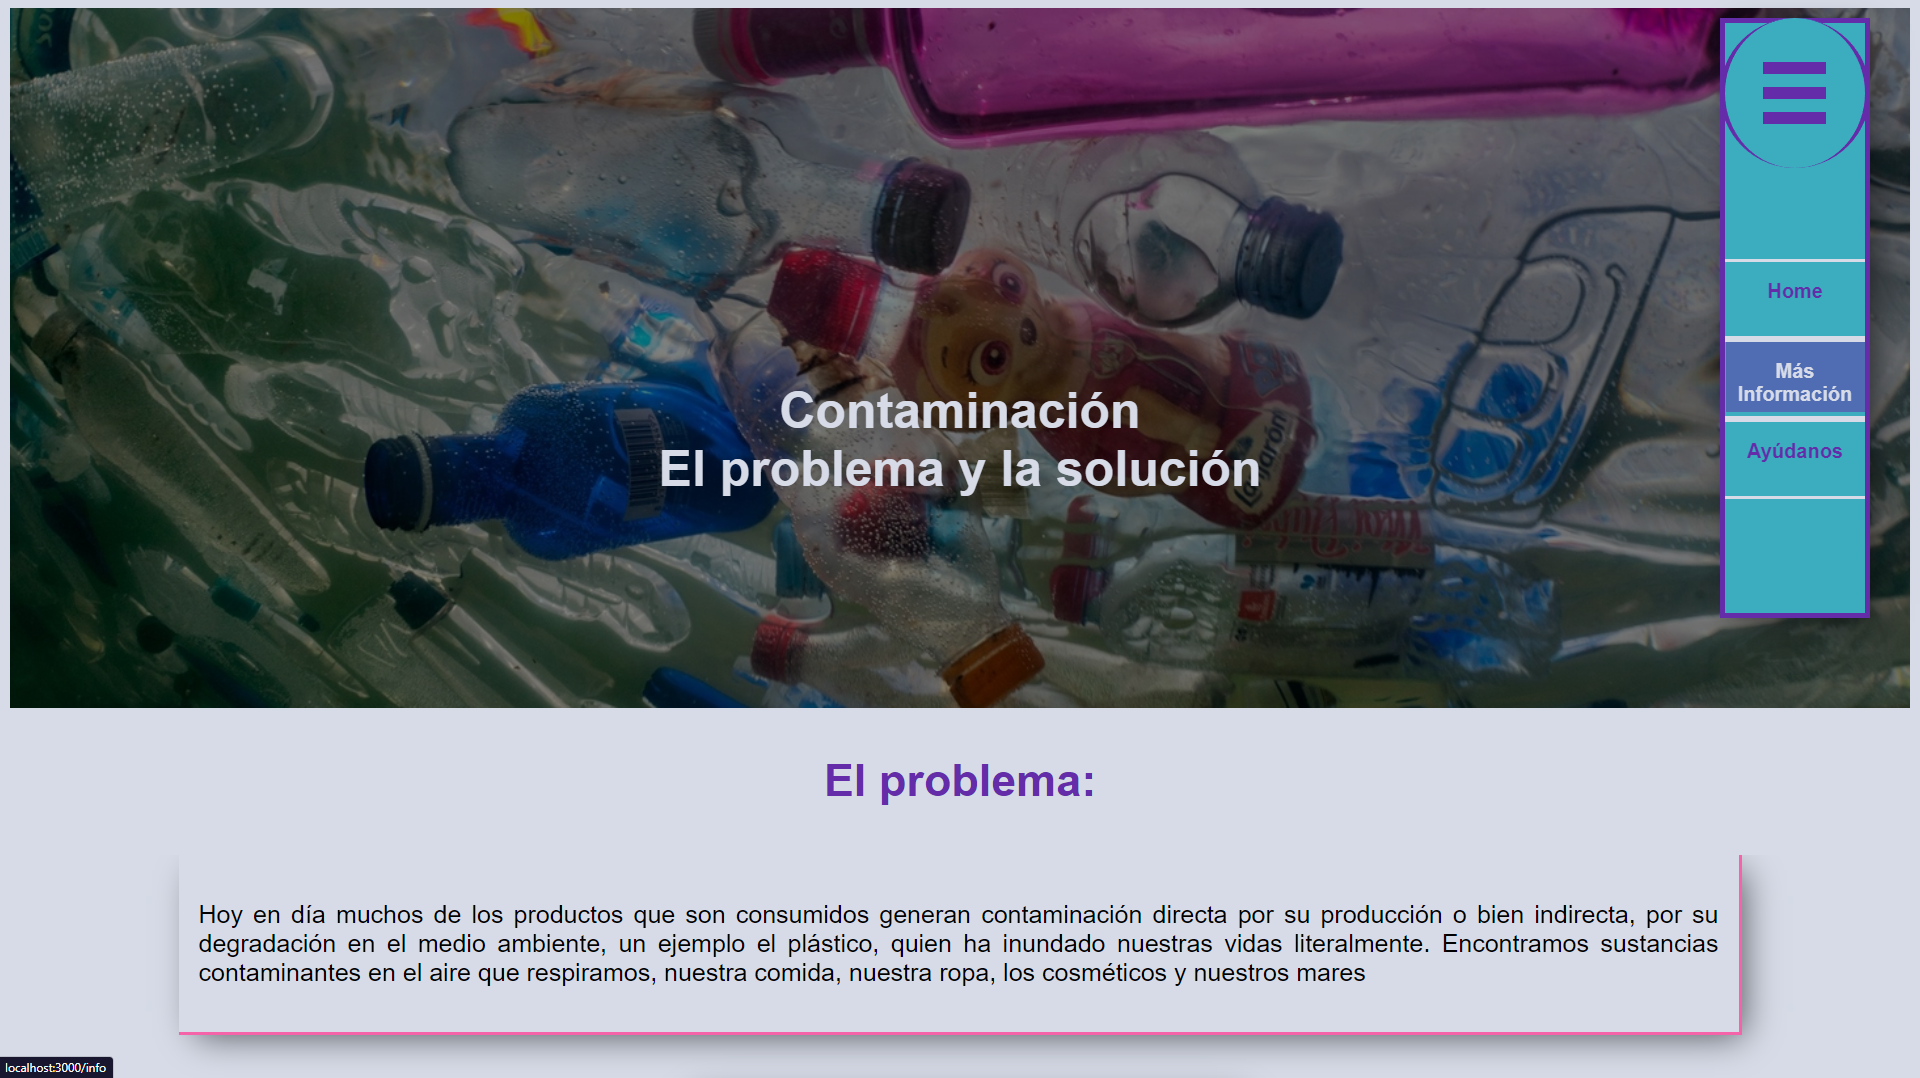 Home
Más
Información
Ayúdanos
Contaminación
El problema y la solución
Lanjarón
El problema:
Hoy en día muchos de los productos que son consumidos generan contaminación directa por su producción o bien indirecta, por su
degradación en el medio ambiente, un ejemplo el plástico, quien ha inundado nuestras vidas literalmente. Encontramos sustancias
contaminantes en el aire que respiramos, nuestra comida, nuestra ropa, los cosméticos y nuestros mares
localhost:3000/info